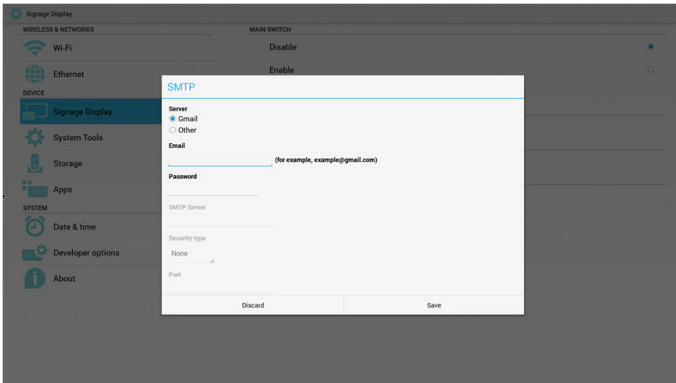 Signage Display
WIRELESS & NETWORKS
Wi-Fi
Ethernet
DEVICE
Signage Display
System Tools
Storage
Apps
SYSTEM
Date & time
Developer options
About
MAIN SWITCH
Disable
Enable
SMTP
Server
Gmail
Other
Email
(for example, example@gmail.com)
Password
SMTP Server
Security type
None
Port
Discard
Save